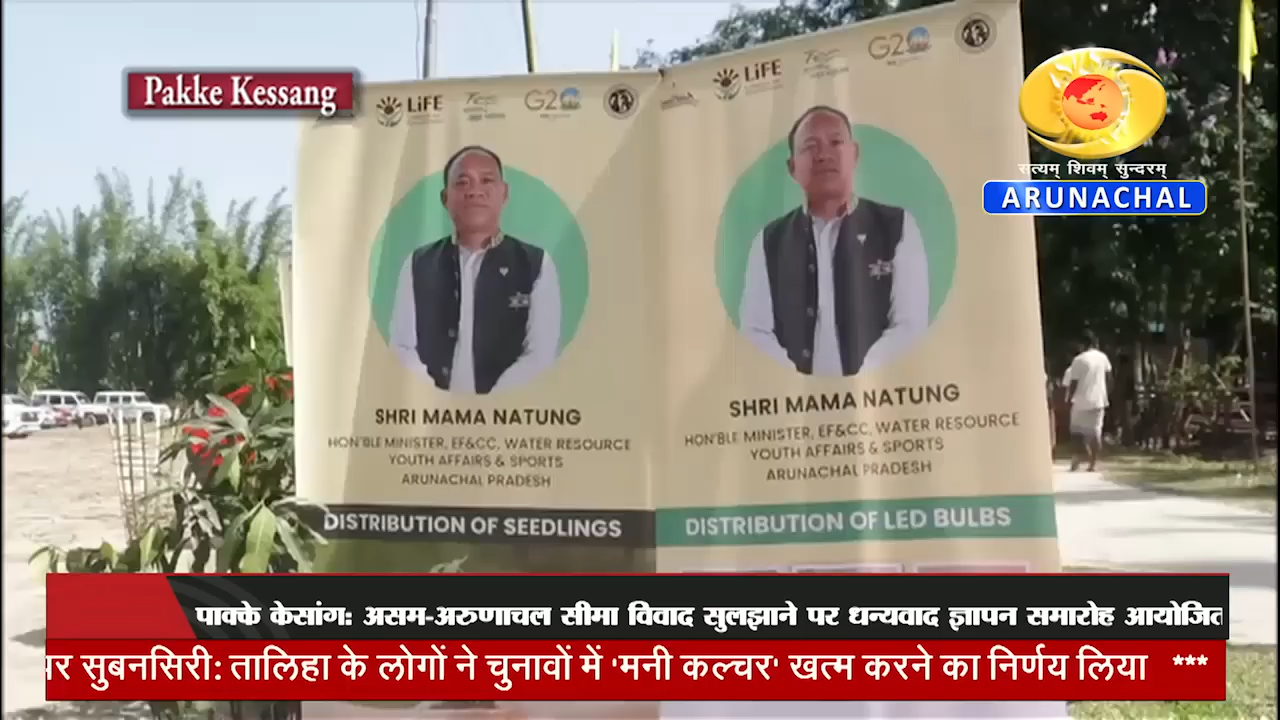 Pakke Kessang
सत्यम् शिवम् सुन्दरम्
ARUNACHAL
LiFE
G20
SHRI MAMA NATUNG
HON'BLE MINISTER, EF&CC, WATER RESOURCE
YOUTH AFFAIRS & SPORTS
ARUNACHAL PRADESH
DISTRIBUTION OF SEEDLINGS
LiFE
G20
SHRI MAMA NATUNG
HON'BLE MINISTER, EF&CC, WATER RESOURCE
YOUTH AFFAIRS & SPORTS
ARUNACHAL PRADESH
DISTRIBUTION OF LED BULBS
पाक्के केसांग: असम-अरुणाचल सीमा विवाद सुलझाने पर धन्यवाद ज्ञापन समारोह आयोजित
सुबनसिरी: तालिहा के लोगों ने चुनावों में 'मनी कल्चर' खत्म करने का निर्णय लिया ***